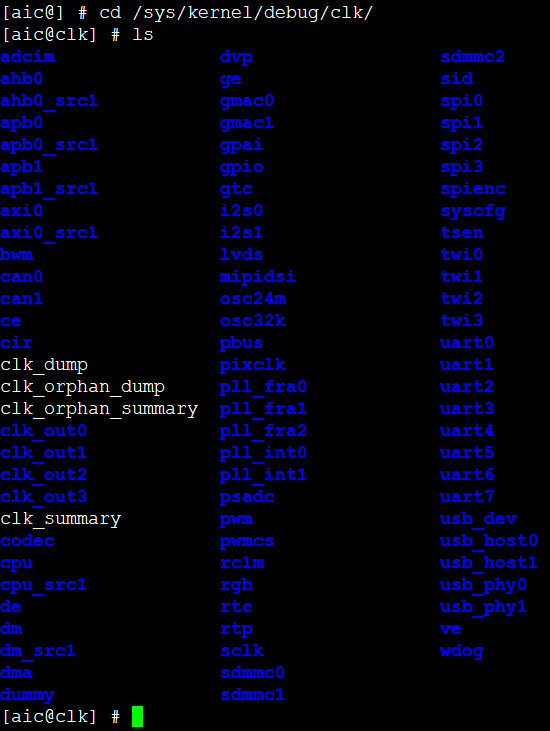 [aic@] # cd /sys/kernel/debug/clk/
[aic@clk] # ls
adcim dvp sdmmc2
ahb0 ge sid
ahb0_src1 gmac0 spi0
apb0 gmac1 spi1
apb0_src1 gpai spi2
apb1 gpio spi3
apb1_src1 gtc spienc
axi0 i2s0 syscfg
axi0_src1 i2s1 tsen
bwm lvds twi0
can0 mipidsi twi1
can1 osc24m twi2
ce osc32k twi3
cir pbus uart0
clk_dump pixclk uart1
clk_orphan_dump pll_fra0 uart2
clk_orphan_summary pll_fra1 uart3
clk_out0 pll_fra2 uart4
clk_out1 pll_int0 uart5
clk_out2 pll_int1 uart6
clk_out3 psadc uart7
clk_summary pwm usb_dev
codec pwmcs usb_host0
cpu rc1m usb_host1
cpu_src1 rgb usb_phy0
de rtc usb_phy1
dm rtp ve
dm_src1 sclk wdog
dma sdmmc0
dummy sdmmc1
[aic@clk] #